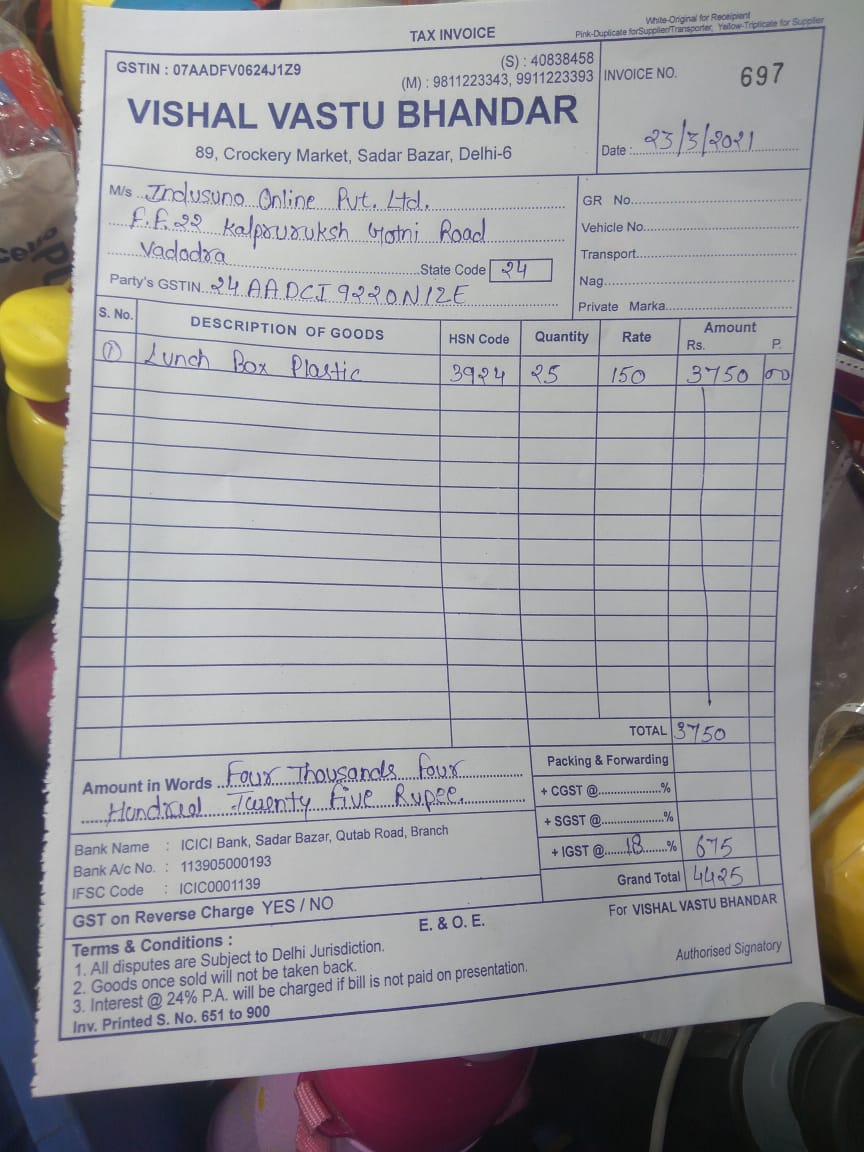 TAX INVOICE
White-Original for Receipient
Pink-Duplicate forSupplier/Transporter, Yellow-Triplicate for Supplier
GSTIN : 07AADFV0624J1Z9
(S) : 40838458
(M) : 9811223343, 9911223393
VISHAL VASTU BHANDAR
89, Crockery Market, Sadar Bazar, Delhi-6
INVOICE NO. 697
Date : 23/3/2021
M/s Indusuno Online Pvt. Ltd.
F.F.22 Kalpruruksh Gotri Road
Vadodra
State Code 24
Party's GSTIN 24AADCI9220N1ZE
GR No.
Vehicle No.
Transport
Nag
Private Marka
S. No. DESCRIPTION OF GOODS HSN Code Quantity Rate Amount Rs. P.
1 Lunch Box Plastic 3924 25 150 3750 00
TOTAL 3750
Amount in Words Four Thousands Four
Hundred Twenty Five Rupee.
Packing & Forwarding
+ CGST @ %
+ SGST @ %
+ IGST @ 18 % 675
Grand Total 4425
Bank Name : ICICI Bank, Sadar Bazar, Qutab Road, Branch
Bank A/c No. : 113905000193
IFSC Code : ICIC0001139
GST on Reverse Charge YES / NO
E. & O. E.
For VISHAL VASTU BHANDAR
Authorised Signatory
Terms & Conditions :
1. All disputes are Subject to Delhi Jurisdiction.
2. Goods once sold will not be taken back.
3. Interest @ 24% P.A. will be charged if bill is not paid on presentation.
Inv. Printed S. No. 651 to 900